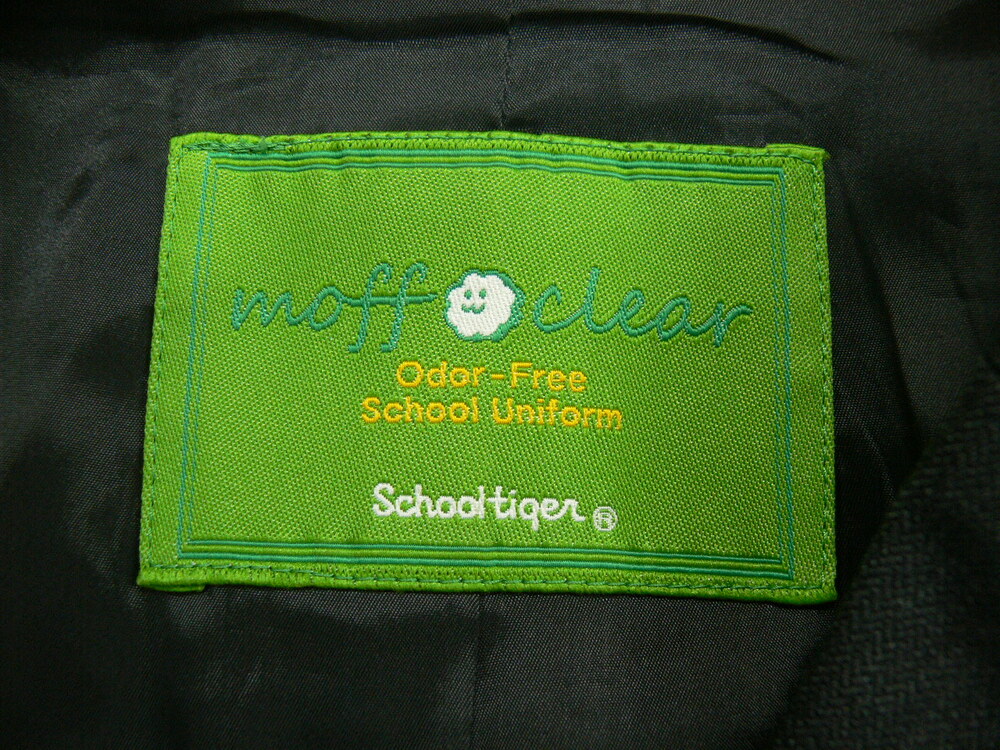 moff clear
Odor-Free
School Uniform
Schooltiger ®